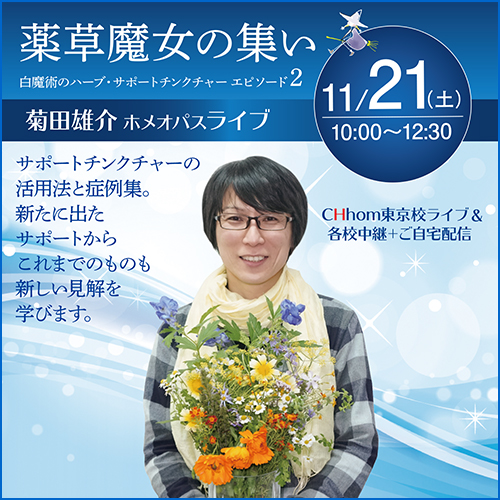 薬草魔女の集い
白魔術のハーブ・サポートチンクチャー エピソード2
11/21(土)
10:00〜12:30
菊田雄介 ホメオパスライブ
サポートチンクチャーの
活用法と症例集。
新たに出た
サポートから
これまでのものも
新しい見解を
学びます。
CHhom東京校ライブ&
各校中継+ご自宅配信